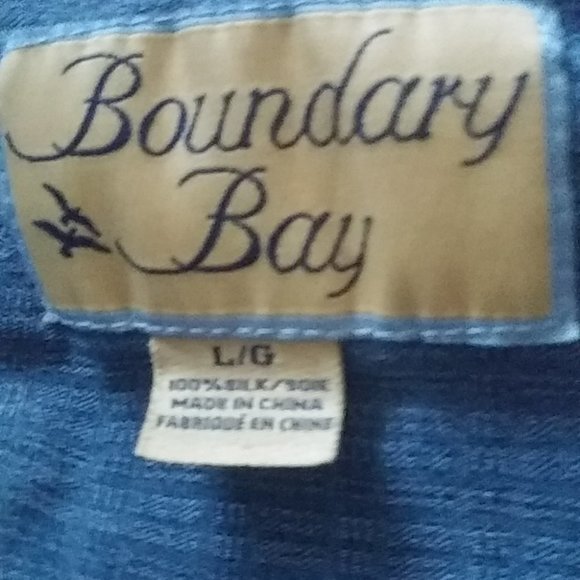 Boundary
Bay
L/G
100% SILK/SOIE
MADE IN CHINA
FABRIQUÉ EN CHINE